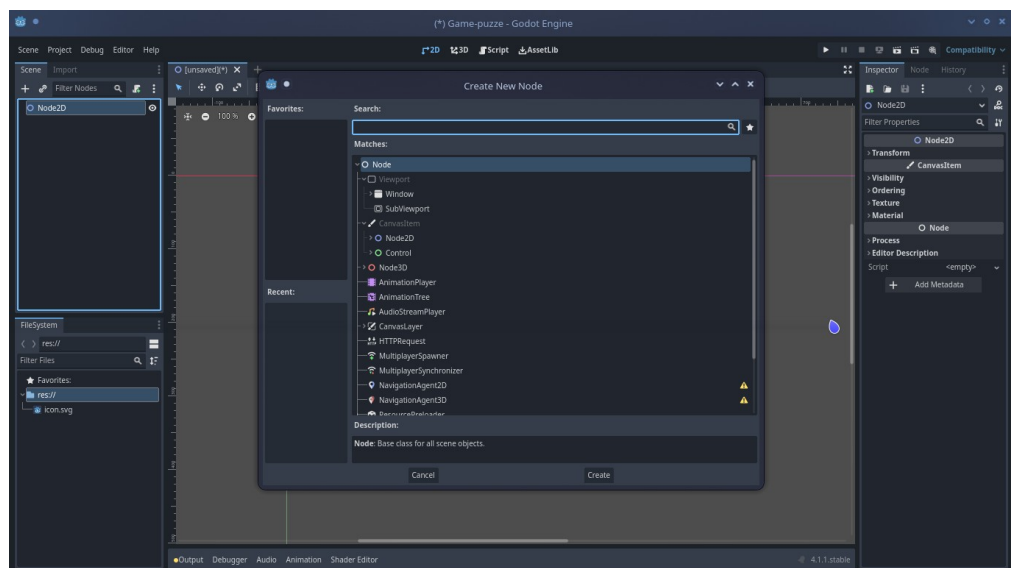 (*) Game-puzze - Godot Engine
Scene Project Debug Editor Help
2D 3D Script AssetLib
Compatibility
Scene Import
Filter Nodes
Node2D
[unsaved](*)
100 %
Create New Node
Favorites:
Recent:
Search:
Matches:
Node
Viewport
Window
SubViewport
CanvasItem
Node2D
Control
Node3D
AnimationPlayer
AnimationTree
AudioStreamPlayer
CanvasLayer
HTTPRequest
MultiplayerSpawner
MultiplayerSynchronizer
NavigationAgent2D
NavigationAgent3D
ResourcePreloader
Description:
Node: Base class for all scene objects.
Cancel Create
FileSystem
res://
Filter Files
Favorites:
res://
icon.svg
Output Debugger Audio Animation Shader Editor
4.1.1.stable
Inspector Node History
Node2D
Filter Properties
Node2D
Transform
CanvasItem
Visibility
Ordering
Texture
Material
Node
Process
Editor Description
Script <empty>
Add Metadata